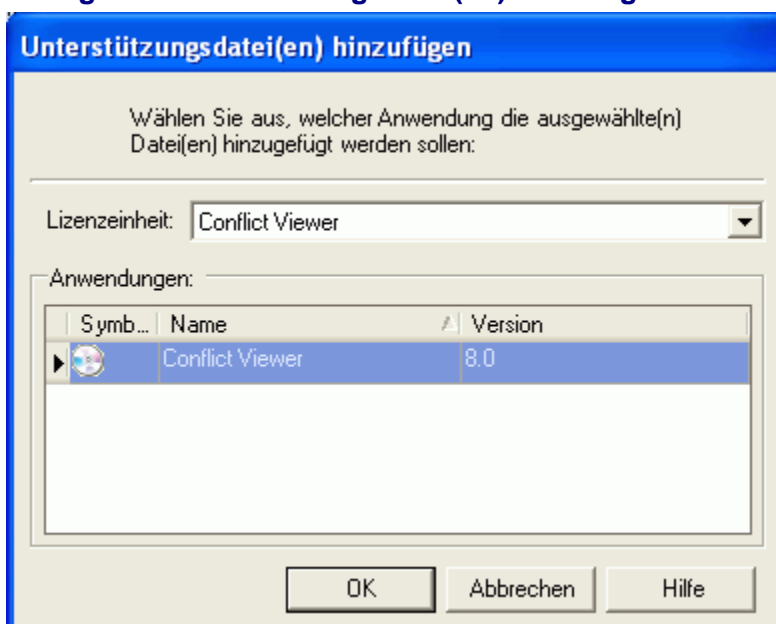 Unterstützungsdatei(en) hinzufügen
Wählen Sie aus, welcher Anwendung die ausgewählte(n)
Datei(en) hinzugefügt werden sollen:
Lizenzeinheit: Conflict Viewer
Anwendungen:
Symb... Name Version
Conflict Viewer 8.0
OK Abbrechen Hilfe